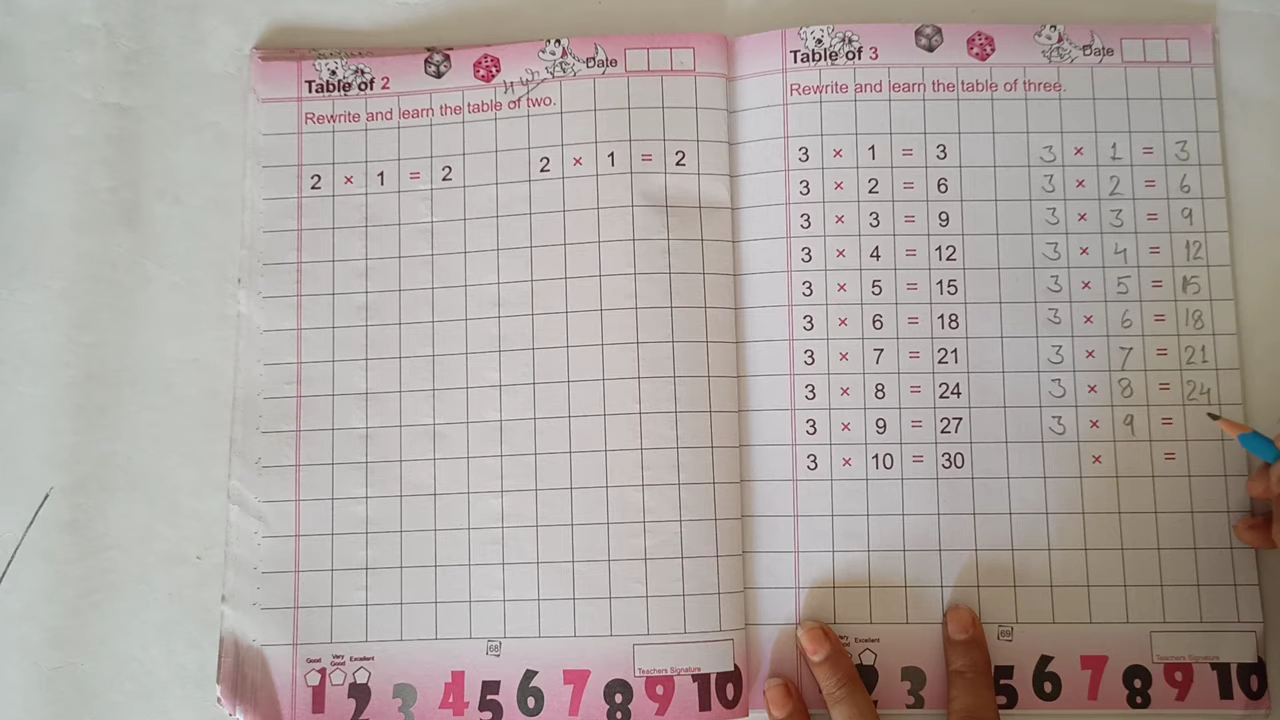 Table of 2
Date
Rewrite and learn the table of two.
H.W
2 × 1 = 2 2 × 1 = 2
68
Good Very Good Excellent
Teachers Signature
1 2 3 4 5 6 7 8 9 10
Table of 3
Date
Rewrite and learn the table of three.
3 × 1 = 3 3 × 1 = 3
3 × 2 = 6 3 × 2 = 6
3 × 3 = 9 3 × 3 = 9
3 × 4 = 12 3 × 4 = 12
3 × 5 = 15 3 × 5 = 15
3 × 6 = 18 3 × 6 = 18
3 × 7 = 21 3 × 7 = 21
3 × 8 = 24 3 × 8 = 24
3 × 9 = 27 3 × 9 =
3 × 10 = 30 × =
69
Very Excellent
Teachers Signature
2 3 5 6 7 8 9 10